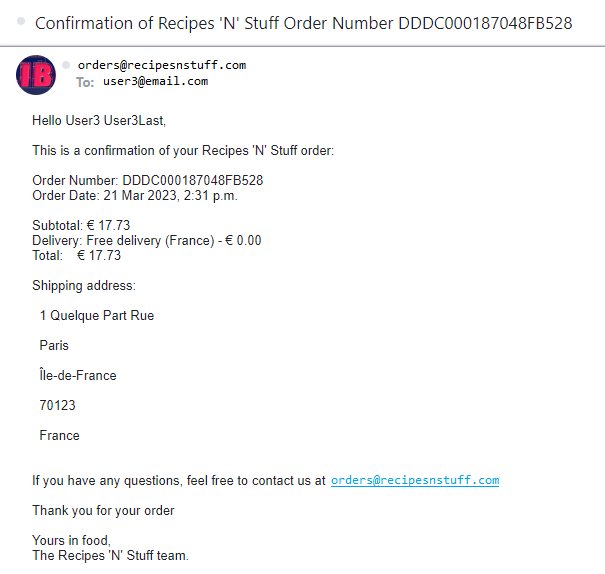 Confirmation of Recipes 'N' Stuff Order Number DDDC000187048FB528
IB
orders@recipesnstuff.com
To: user3@email.com
Hello User3 User3Last,
This is a confirmation of your Recipes 'N' Stuff order:
Order Number: DDDC000187048FB528
Order Date: 21 Mar 2023, 2:31 p.m.
Subtotal: € 17.73
Delivery: Free delivery (France) - € 0.00
Total: € 17.73
Shipping address:
1 Quelque Part Rue
Paris
Île-de-France
70123
France
If you have any questions, feel free to contact us at orders@recipesnstuff.com
Thank you for your order
Yours in food,
The Recipes 'N' Stuff team.